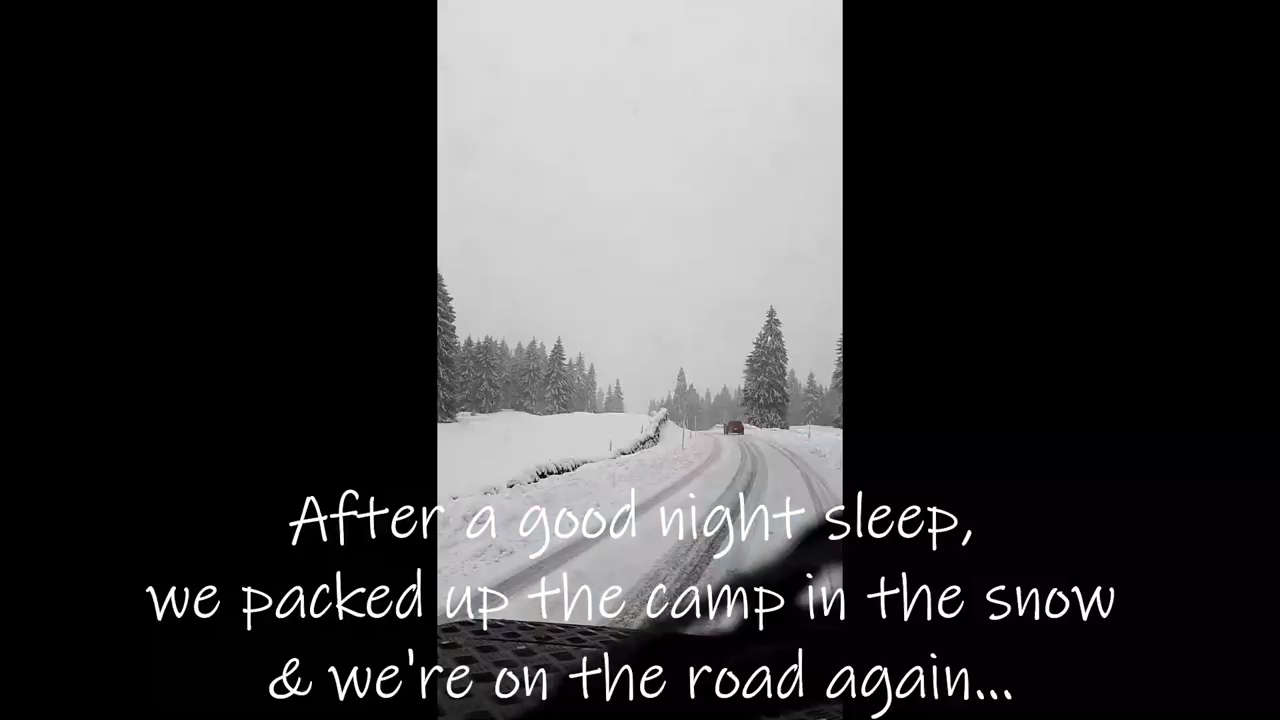 After a good night sleep,
we packed up the camp in the snow
& we're on the road again...